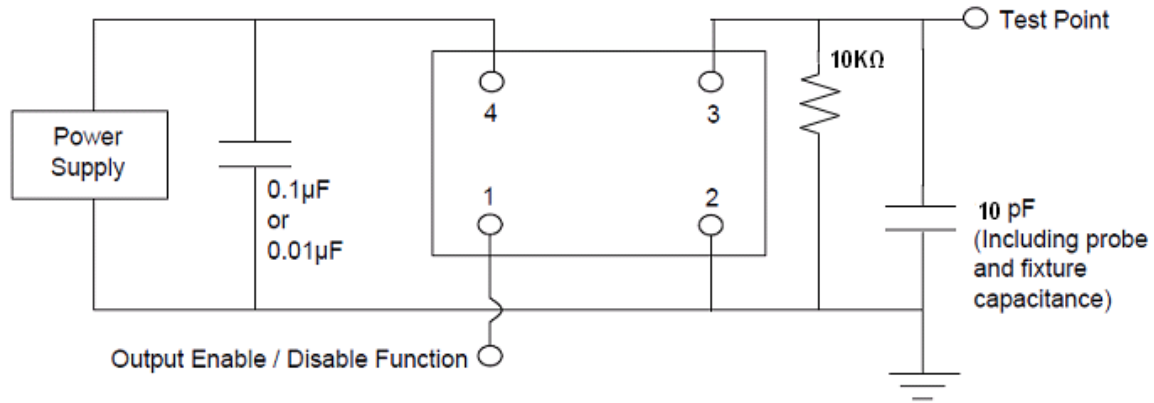 Test Point
10KΩ
4
3
Power
Supply
0.1µF
or
0.01µF
1
2
10 pF
(Including probe
and fixture
capacitance)
Output Enable / Disable Function